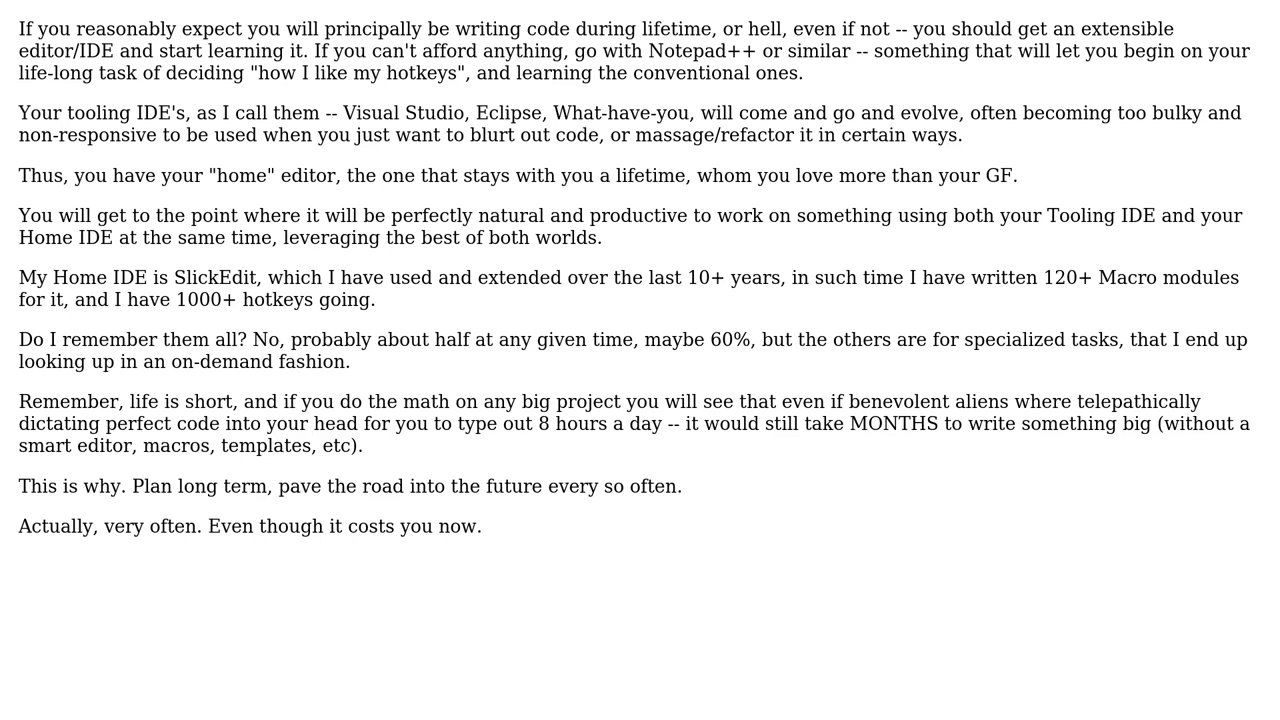 If you reasonably expect you will principally be writing code during lifetime, or hell, even if not -- you should get an extensible
editor/IDE and start learning it. If you can't afford anything, go with Notepad++ or similar -- something that will let you begin on your
life-long task of deciding "how I like my hotkeys", and learning the conventional ones.
Your tooling IDE's, as I call them -- Visual Studio, Eclipse, What-have-you, will come and go and evolve, often becoming too bulky and
non-responsive to be used when you just want to blurt out code, or massage/refactor it in certain ways.
Thus, you have your "home" editor, the one that stays with you a lifetime, whom you love more than your GF.
You will get to the point where it will be perfectly natural and productive to work on something using both your Tooling IDE and your
Home IDE at the same time, leveraging the best of both worlds.
My Home IDE is SlickEdit, which I have used and extended over the last 10+ years, in such time I have written 120+ Macro modules
for it, and I have 1000+ hotkeys going.
Do I remember them all? No, probably about half at any given time, maybe 60%, but the others are for specialized tasks, that I end up
looking up in an on-demand fashion.
Remember, life is short, and if you do the math on any big project you will see that even if benevolent aliens where telepathically
dictating perfect code into your head for you to type out 8 hours a day -- it would still take MONTHS to write something big (without a
smart editor, macros, templates, etc).
This is why. Plan long term, pave the road into the future every so often.
Actually, very often. Even though it costs you now.